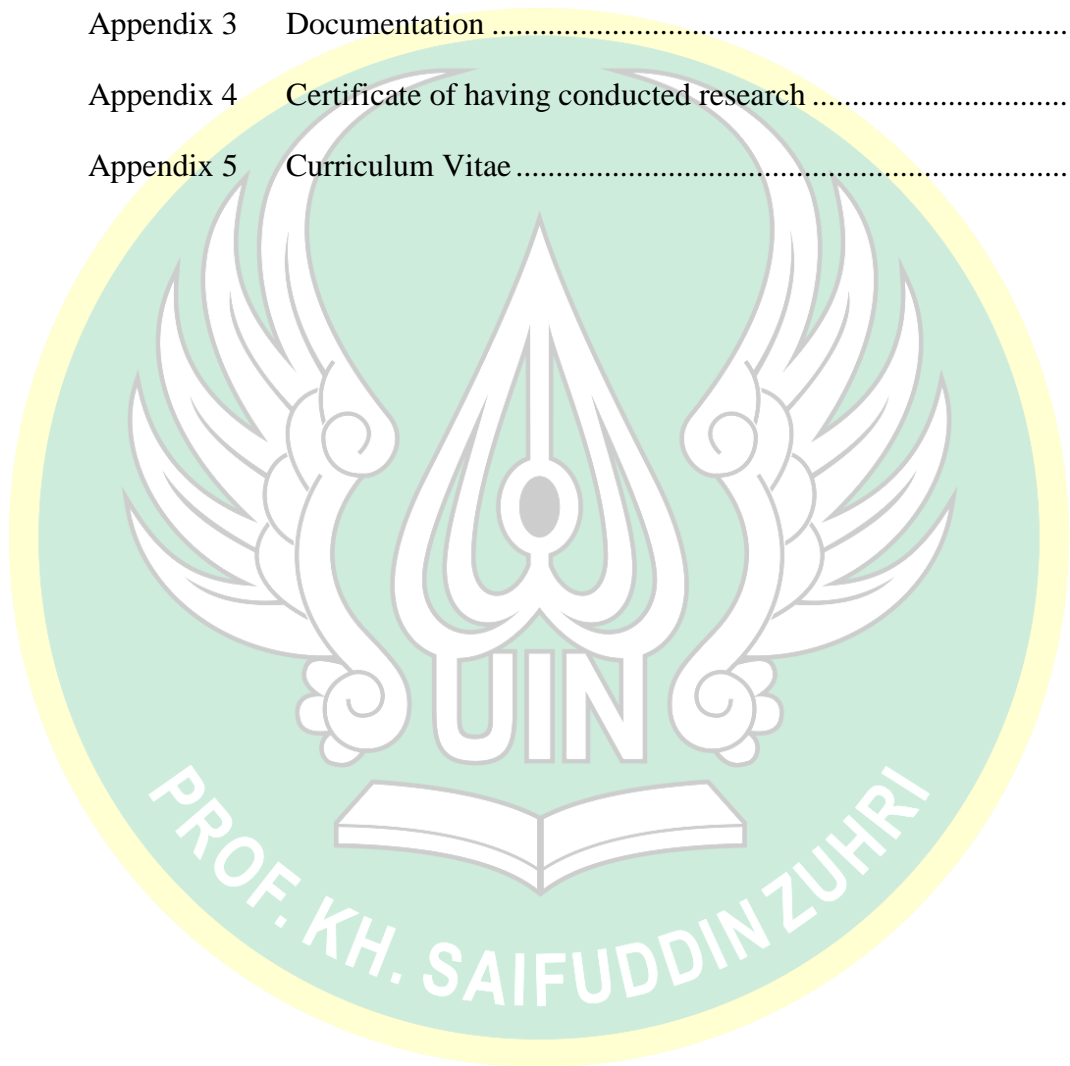 Appendix 3 Documentation ......................................................................
Appendix 4 Certificate of having conducted research ...............................
Appendix 5 Curriculum Vitae ...................................................................
UIN
PROF. KH. SAIFUDDIN ZUHRI